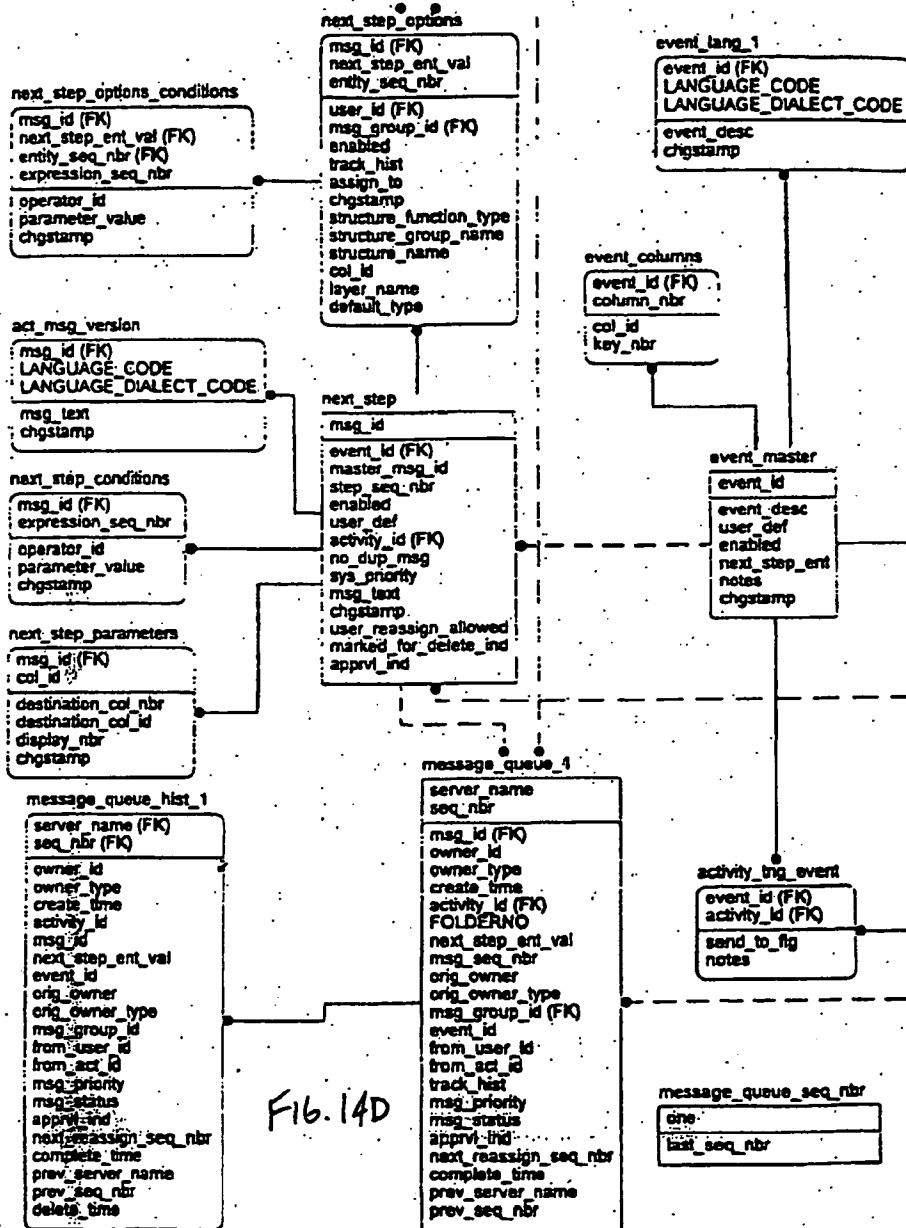 next_step_options
msg_id (FK)
next_step_ent_val
entity_seq_nbr
user_id (FK)
msg_group_id (FK)
enabled
track_hist
assign_to
chgstamp
structure_function_type
structure_group_name
structure_name
col_id
layer_name
default_type
event_lang_1
event_id (FK)
LANGUAGE_CODE
LANGUAGE_DIALECT_CODE
event_desc
chgstamp
next_step_options_conditions
msg_id (FK)
next_step_ent_val (FK)
entity_seq_nbr (FK)
expression_seq_nbr
operator_id
parameter_value
chgstamp
event_columns
event_id (FK)
column_nbr
col_id
key_nbr
act_msg_version
msg_id (FK)
LANGUAGE_CODE
LANGUAGE_DIALECT_CODE
msg_text
chgstamp
next_step
msg_id
event_id (FK)
master_msg_id
step_seq_nbr
enabled
user_def
activity_id (FK)
no_dup_msg
sys_priority
msg_text
chgstamp
user_reassign_allowed
marked_for_delete_ind
apprvl_ind
event_master
event_id
event_desc
user_def
enabled
next_step_ent
notes
chgstamp
next_step_conditions
msg_id (FK)
expression_seq_nbr
operator_id
parameter_value
chgstamp
next_step_parameters
msg_id (FK)
col_id
destination_col_nbr
destination_col_id
display_nbr
chgstamp
message_queue_hist_1
server_name (FK)
seq_nbr (FK)
owner_id
owner_type
create_time
activity_id
msg_id
next_step_ent_val
event_id
orig_owner
orig_owner_type
msg_group_id
from_user_id
from_act_id
msg_priority
msg_status
apprvl_ind
next_reassign_seq_nbr
complete_time
prev_server_name
prev_seq_nbr
delete_time
message_queue_1
server_name
seq_nbr
msg_id (FK)
owner_id
owner_type
create_time
activity_id (FK)
FOLDERNO
next_step_ent_val
msg_seq_nbr
orig_owner
orig_owner_type
msg_group_id (FK)
event_id
from_user_id
from_act_id
track_hist
msg_priority
msg_status
apprvl_ind
next_reassign_seq_nbr
complete_time
prev_server_name
prev_seq_nbr
activity_trig_event
event_id (FK)
activity_id (FK)
send_to_flg
notes
message_queue_seq_nbr
one
last_seq_nbr
FIG. 14D